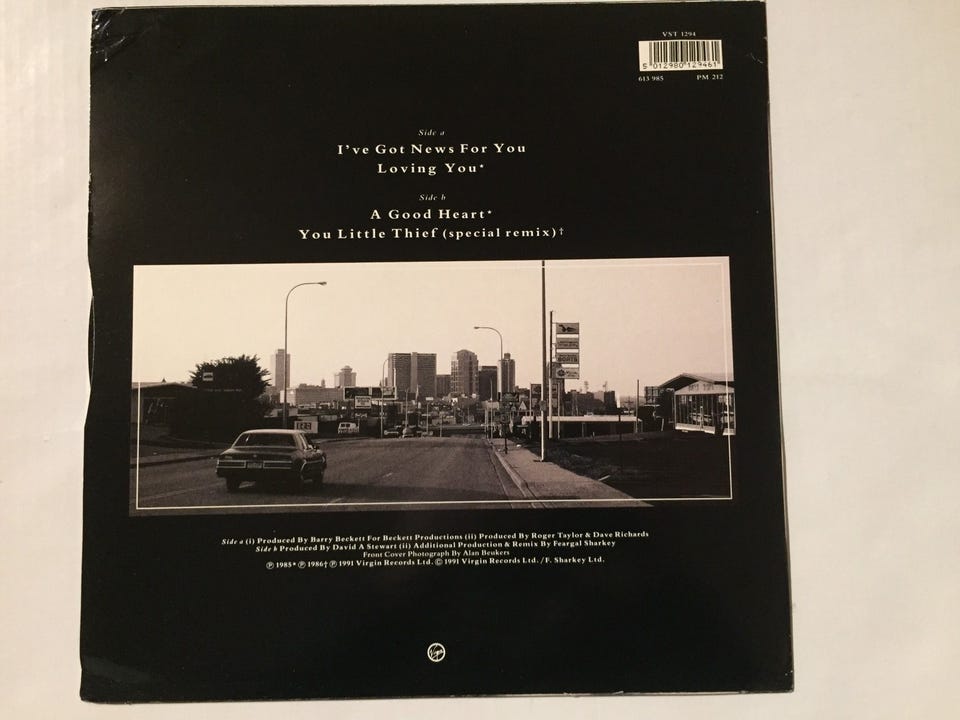 VST 1294
5 012980 129461
613 985 PM 212
Side a
I've Got News For You
Loving You*
Side b
A Good Heart*
You Little Thief (special remix)†
BOATS
Side a (i) Produced By Barry Beckett For Beckett Productions (ii) Produced By Roger Taylor & Dave Richards
Side b Produced By David A Stewart (ii) Additional Production & Remix By Feargal Sharkey
Front Cover Photograph By Alan Beukers
℗ 1985* ℗ 1986† ℗ 1991 Virgin Records Ltd. © 1991 Virgin Records Ltd. / F. Sharkey Ltd.
Virgin